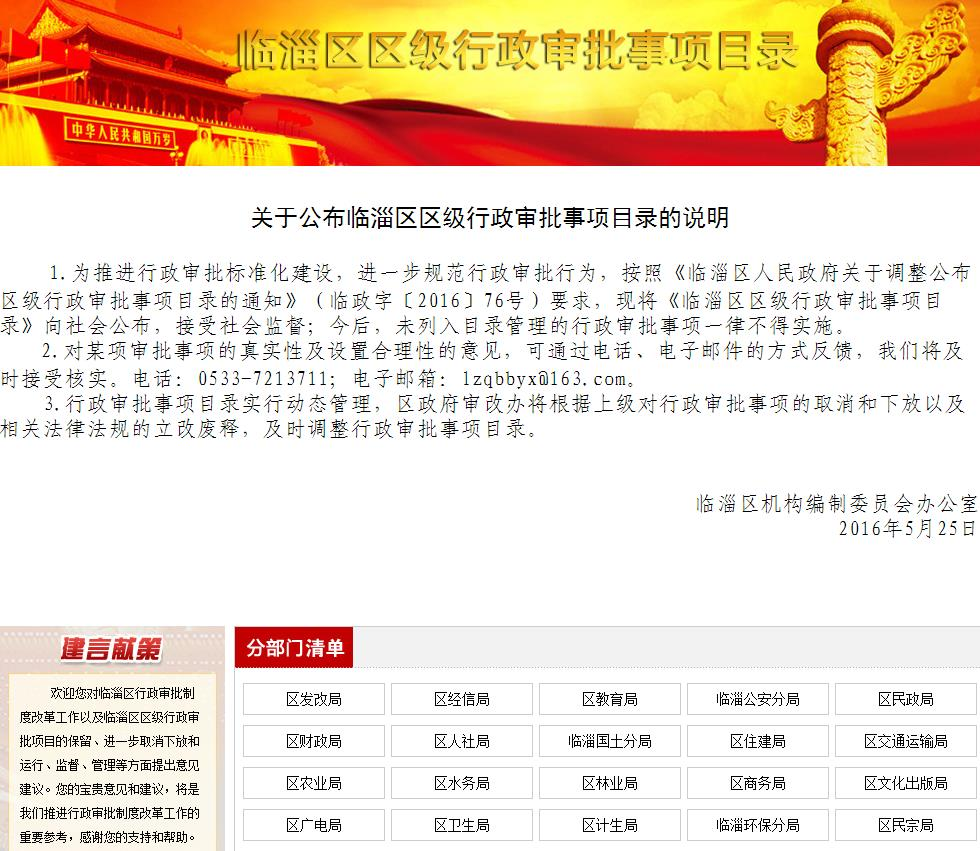 临淄区区级行政审批事项目录
中华人民共和国万岁
关于公布临淄区区级行政审批事项目录的说明
1.为推进行政审批标准化建设，进一步规范行政审批行为，按照《临淄区人民政府关于调整公布
区级行政审批事项目录的通知》（临政字〔2016〕76号）要求，现将《临淄区区级行政审批事项目
录》向社会公布，接受社会监督；今后，未列入目录管理的行政审批事项一律不得实施。
2.对某项审批事项的真实性及设置合理性的意见，可通过电话、电子邮件的方式反馈，我们将及
时接受核实。电话：0533-7213711；电子邮箱：lzqbbyx@163.com。
3.行政审批事项目录实行动态管理，区政府审改办将根据上级对行政审批事项的取消和下放以及
相关法律法规的立改废释，及时调整行政审批事项目录。
临淄区机构编制委员会办公室
2016年5月25日
建言献策
欢迎您对临淄区行政审批制
度改革工作以及临淄区区级行政审
批项目的保留、进一步取消下放和
运行、监督、管理等方面提出意见
建议。您的宝贵意见和建议，将是
我们推进行政审批制度改革工作的
重要参考，感谢您的支持和帮助。
分部门清单
区发改局 区经信局 区教育局 临淄公安分局 区民政局
区财政局 区人社局 临淄国土分局 区住建局 区交通运输局
区农业局 区水务局 区林业局 区商务局 区文化出版局
区广电局 区卫生局 区计生局 临淄环保分局 区民宗局